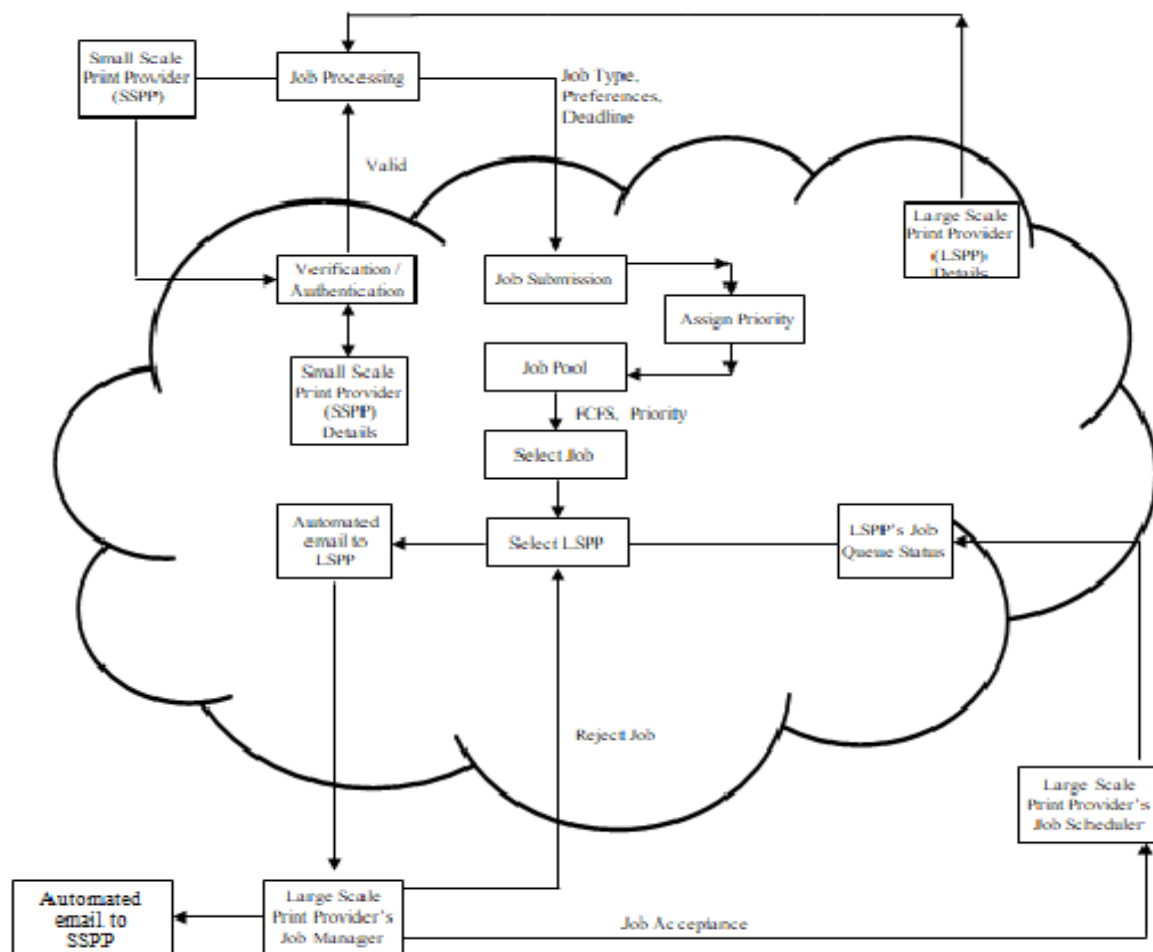 Small Scale
Print Provider
(SSPP)
Job Processing
Job Type,
Preferences,
Deadline
Valid
Large Scale
Print Provider
(LSPP)
Details
Verification /
Authentication
Job Submission
Assign Priority
Job Pool
Small Scale
Print Provider
(SSPP)
Details
FCFS, Priority
Select Job
Automated
email to
LSPP
Select LSPP
LSPP's Job
Queue Status
Reject Job
Large Scale
Print Provider's
Job Scheduler
Automated
email to
SSPP
Large Scale
Print Provider's
Job Manager
Job Acceptance